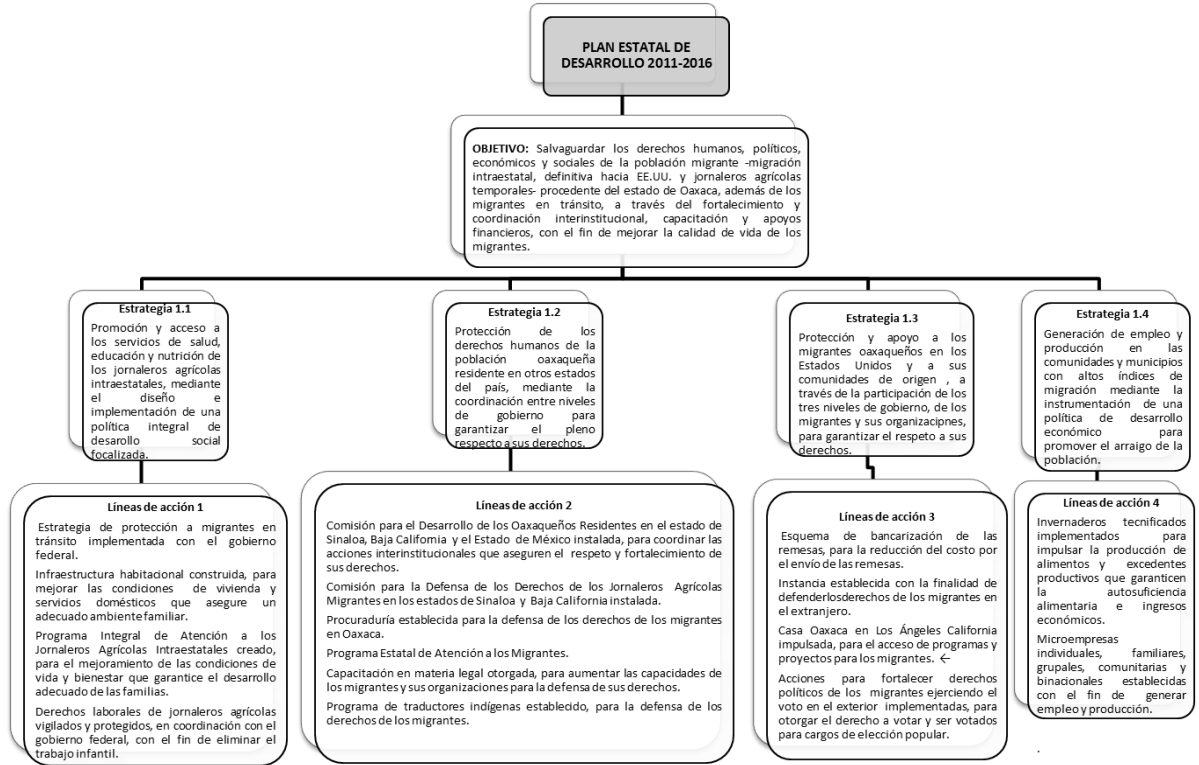 PLAN ESTATAL DE
DESARROLLO 2011-2016
OBJETIVO: Salvaguardar los derechos humanos, políticos,
económicos y sociales de la población migrante -migración
intraestatal, definitiva hacia EE.UU. y jornaleros agrícolas
temporales- procedente del estado de Oaxaca, además de los
migrantes en tránsito, a través del fortalecimiento y
coordinación interinstitucional, capacitación y apoyos
financieros, con el fin de mejorar la calidad de vida de los
migrantes.
Estrategia 1.1
Promoción y acceso a
los servicios de salud,
educación y nutrición de
los jornaleros agrícolas
intraestatales, mediante
el diseño e
implementación de una
política integral de
desarollo social
focalizada.
Estrategia 1.2
Protección de los
derechos humanos de la
población oaxaqueña
residente en otros estados
del país, mediante la
coordinación entre niveles
de gobierno para
garantizar el pleno
respecto a sus derechos.
Estrategia 1.3
Protección y apoyo a los
migrantes oaxaqueños en los
Estados Unidos y a sus
comunidades de origen , a
través de la participación de los
tres niveles de gobierno, de los
migrantes y sus organizacipnes,
para garantizar el respeto a sus
derechos.
Estrategia 1.4
Generación de empleo y
producción en las
comunidades y municipios
con altos índices de
migración mediante la
instrumentación de una
política de desarrollo
económico para
promover el arraigo de la
población.
Líneas de acción 1
Estrategia de protección a migrantes en
tránsito implementada con el gobierno
federal.
Infraestructura habitacional construida, para
mejorar las condiciones de vivienda y
servicios domésticos que asegure un
adecuado ambiente familiar.
Programa Integral de Atención a los
Jornaleros Agrícolas Intraestatales creado,
para el mejoramiento de las condiciones de
vida y bienestar que garantice el desarrollo
adecuado de las familias.
Derechos laborales de jornaleros agrícolas
vigilados y protegidos, en coordinación con el
gobierno federal, con el fin de eliminar el
trabajo infantil.
Líneas de acción 2
Comisión para el Desarrollo de los Oaxaqueños Residentes en el estado de
Sinaloa, Baja California y el Estado de México instalada, para coordinar las
acciones interinstitucionales que aseguren el respeto y fortalecimiento de
sus derechos.
Comisión para la Defensa de los Derechos de los Jornaleros Agrícolas
Migrantes en los estados de Sinaloa y Baja California instalada.
Procuraduría establecida para la defensa de los derechos de los migrantes
en Oaxaca.
Programa Estatal de Atención a los Migrantes.
Capacitación en materia legal otorgada, para aumentar las capacidades de
los migrantes y sus organizaciones para la defensa de sus derechos.
Programa de traductores indígenas establecido, para la defensa de los
derechos de los migrantes.
Líneas de acción 3
Esquema de bancarización de las
remesas, para la reducción del costo por
el envío de las remesas.
Instancia establecida con la finalidad de
defenderlosderechos de los migrantes en
el extranjero.
Casa Oaxaca en Los Ángeles California
impulsada, para el acceso de programas y
proyectos para los migrantes. ←
Acciones para fortalecer derechos
políticos de los migrantes ejerciendo el
voto en el exterior implementadas, para
otorgar el derecho a votar y ser votados
para cargos de elección popular.
Líneas de acción 4
Invernaderos tecnificados
implementados para
impulsar la producción de
alimentos y excedentes
productivos que garanticen
la autosuficiencia
alimentaria e ingresos
económicos.
Microempresas
individuales, familiares,
grupales, comunitarias y
binacionales establecidas
con el fin de generar
empleo y producción.
.